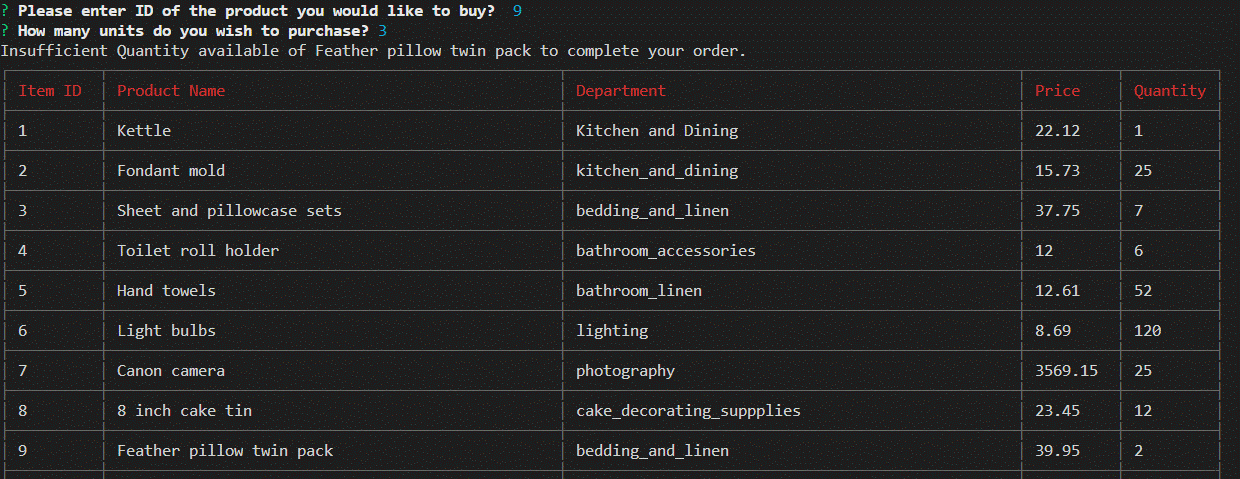 ? Please enter ID of the product you would like to buy? 9
? How many units do you wish to purchase? 3
Insufficient Quantity available of Feather pillow twin pack to complete your order.
Item ID Product Name Department Price Quantity
1 Kettle Kitchen and Dining 22.12 1
2 Fondant mold kitchen_and_dining 15.73 25
3 Sheet and pillowcase sets bedding_and_linen 37.75 7
4 Toilet roll holder bathroom_accessories 12 6
5 Hand towels bathroom_linen 12.61 52
6 Light bulbs lighting 8.69 120
7 Canon camera photography 3569.15 25
8 8 inch cake tin cake_decorating_suppplies 23.45 12
9 Feather pillow twin pack bedding_and_linen 39.95 2